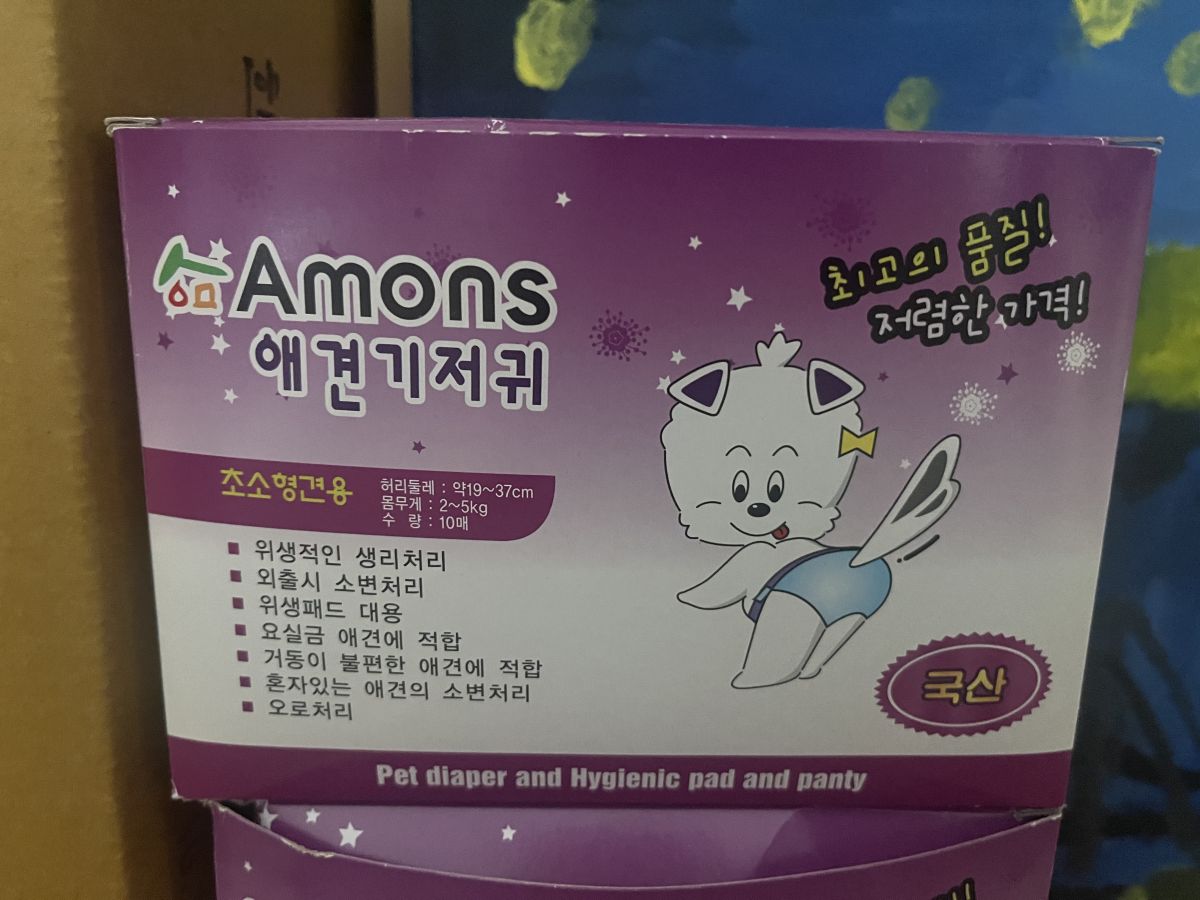 Amons
애견기저귀
최고의 품질!
저렴한 가격!
초소형견용
허리둘레 : 약19~37cm
몸무게 : 2~5kg
수 량 : 10매
■ 위생적인 생리처리
■ 외출시 소변처리
■ 위생패드 대용
■ 요실금 애견에 적합
■ 거동이 불편한 애견에 적합
■ 혼자있는 애견의 소변처리
■ 오로처리
국산
Pet diaper and Hygienic pad and panty